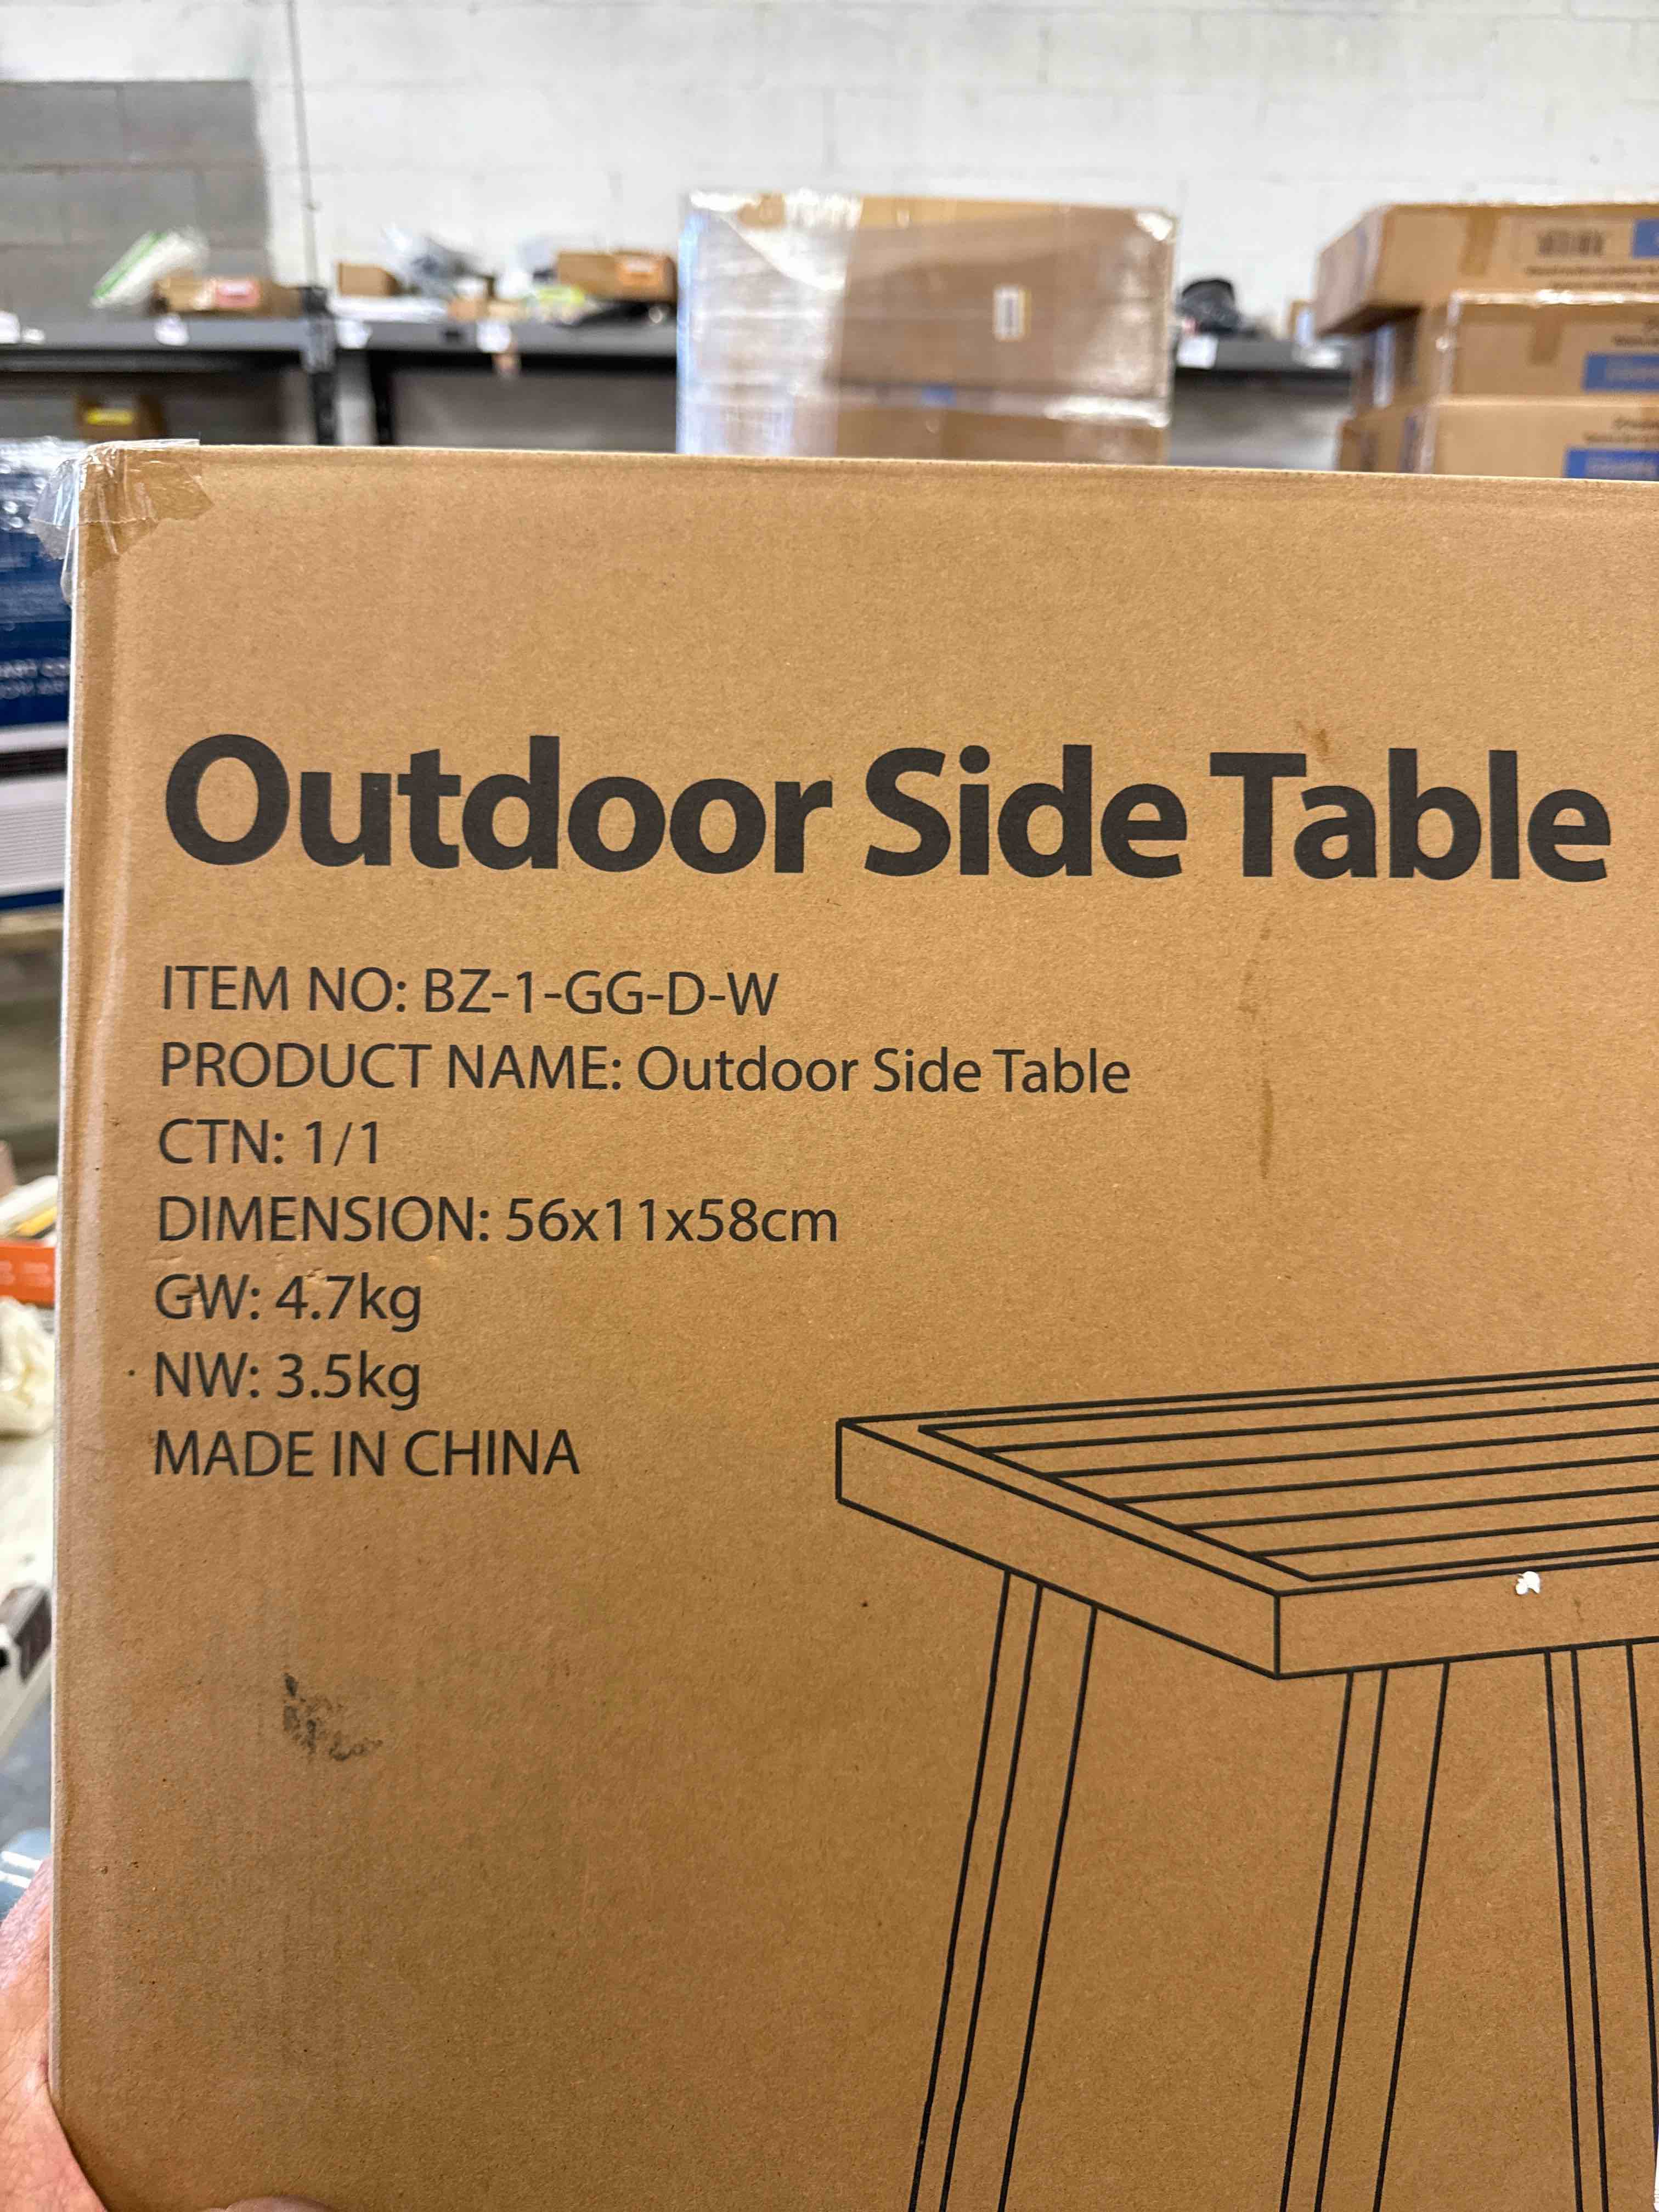 Outdoor Side Table
ITEM NO: BZ-1-GG-D-W
PRODUCT NAME: Outdoor Side Table
CTN: 1/1
DIMENSION: 56x11x58cm
GW: 4.7kg
NW: 3.5kg
MADE IN CHINA